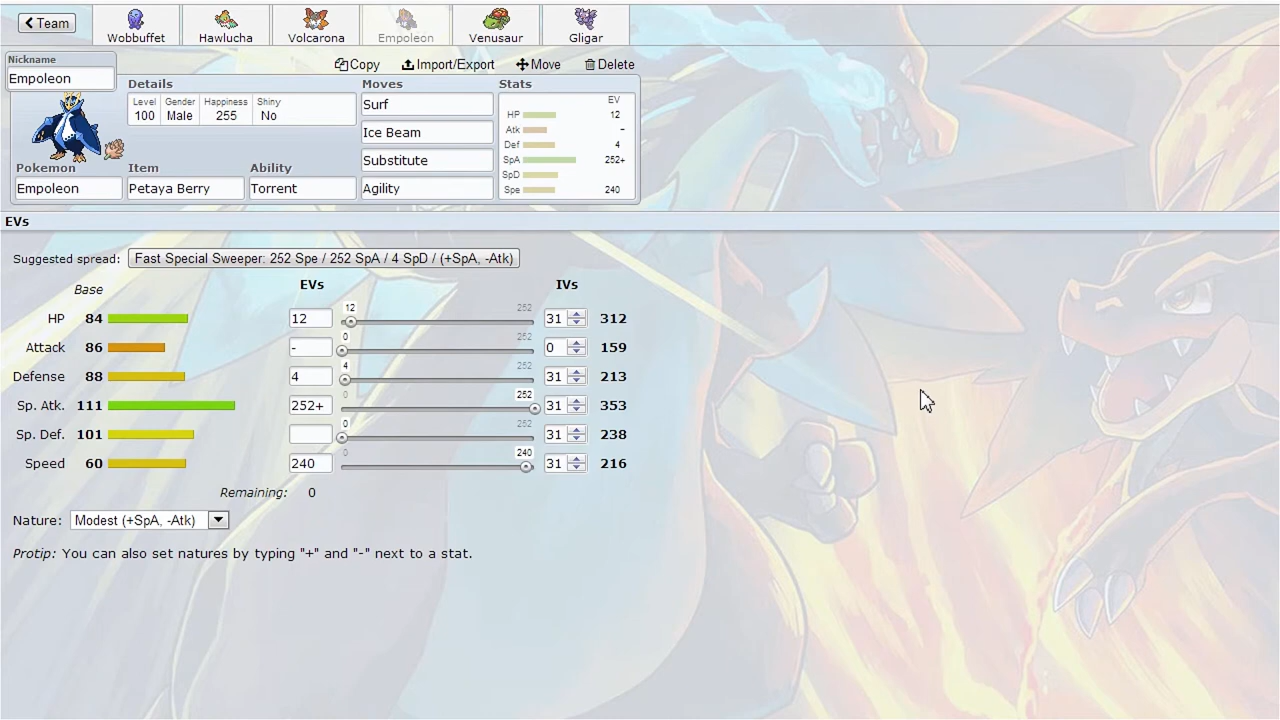 Team
Wobbuffet Hawlucha Volcarona Empoleon Venusaur Gligar
Nickname
Empoleon
Copy Import/Export Move Delete
Details Moves Stats
Level Gender Happiness Shiny
100 Male 255 No
Surf
Ice Beam
Substitute
Agility
EV
HP 12
Atk -
Def 4
SpA 252+
SpD
Spe 240
Pokemon Item Ability
Empoleon Petaya Berry Torrent
EVs
Suggested spread: Fast Special Sweeper: 252 Spe / 252 SpA / 4 SpD / (+SpA, -Atk)
Base EVs IVs
HP 84 12 12 252 31 312
Attack 86 - 0 252 0 159
Defense 88 4 4 252 31 213
Sp. Atk. 111 252+ 0 252 31 353
Sp. Def. 101 0 252 31 238
Speed 60 240 0 240 31 216
Remaining: 0
Nature: Modest (+SpA, -Atk)
Protip: You can also set natures by typing "+" and "-" next to a stat.